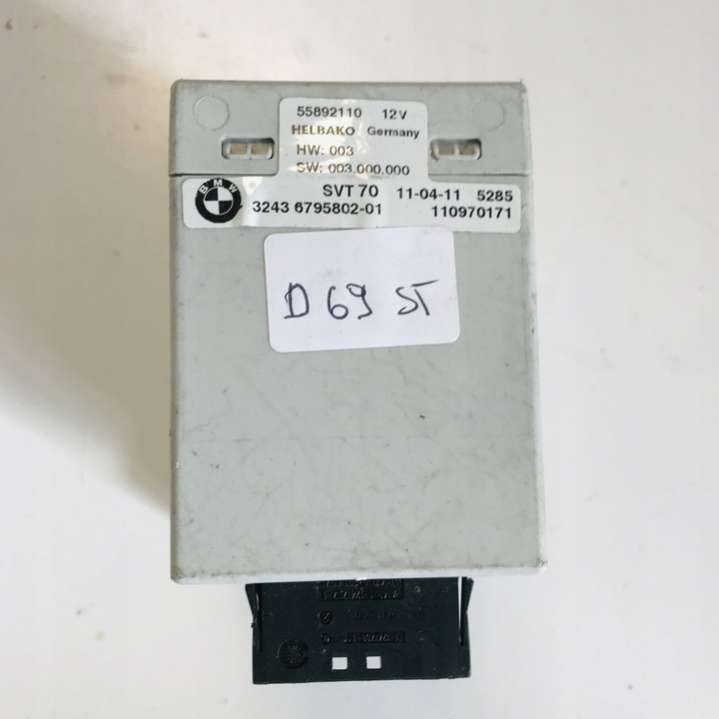 55892110 12V
HELBAKO Germany
HW: 003
SW: 003.000.000
BMW
SVT 70 11-04-11 5285
3243 6795802-01 110970171
D 69 ST